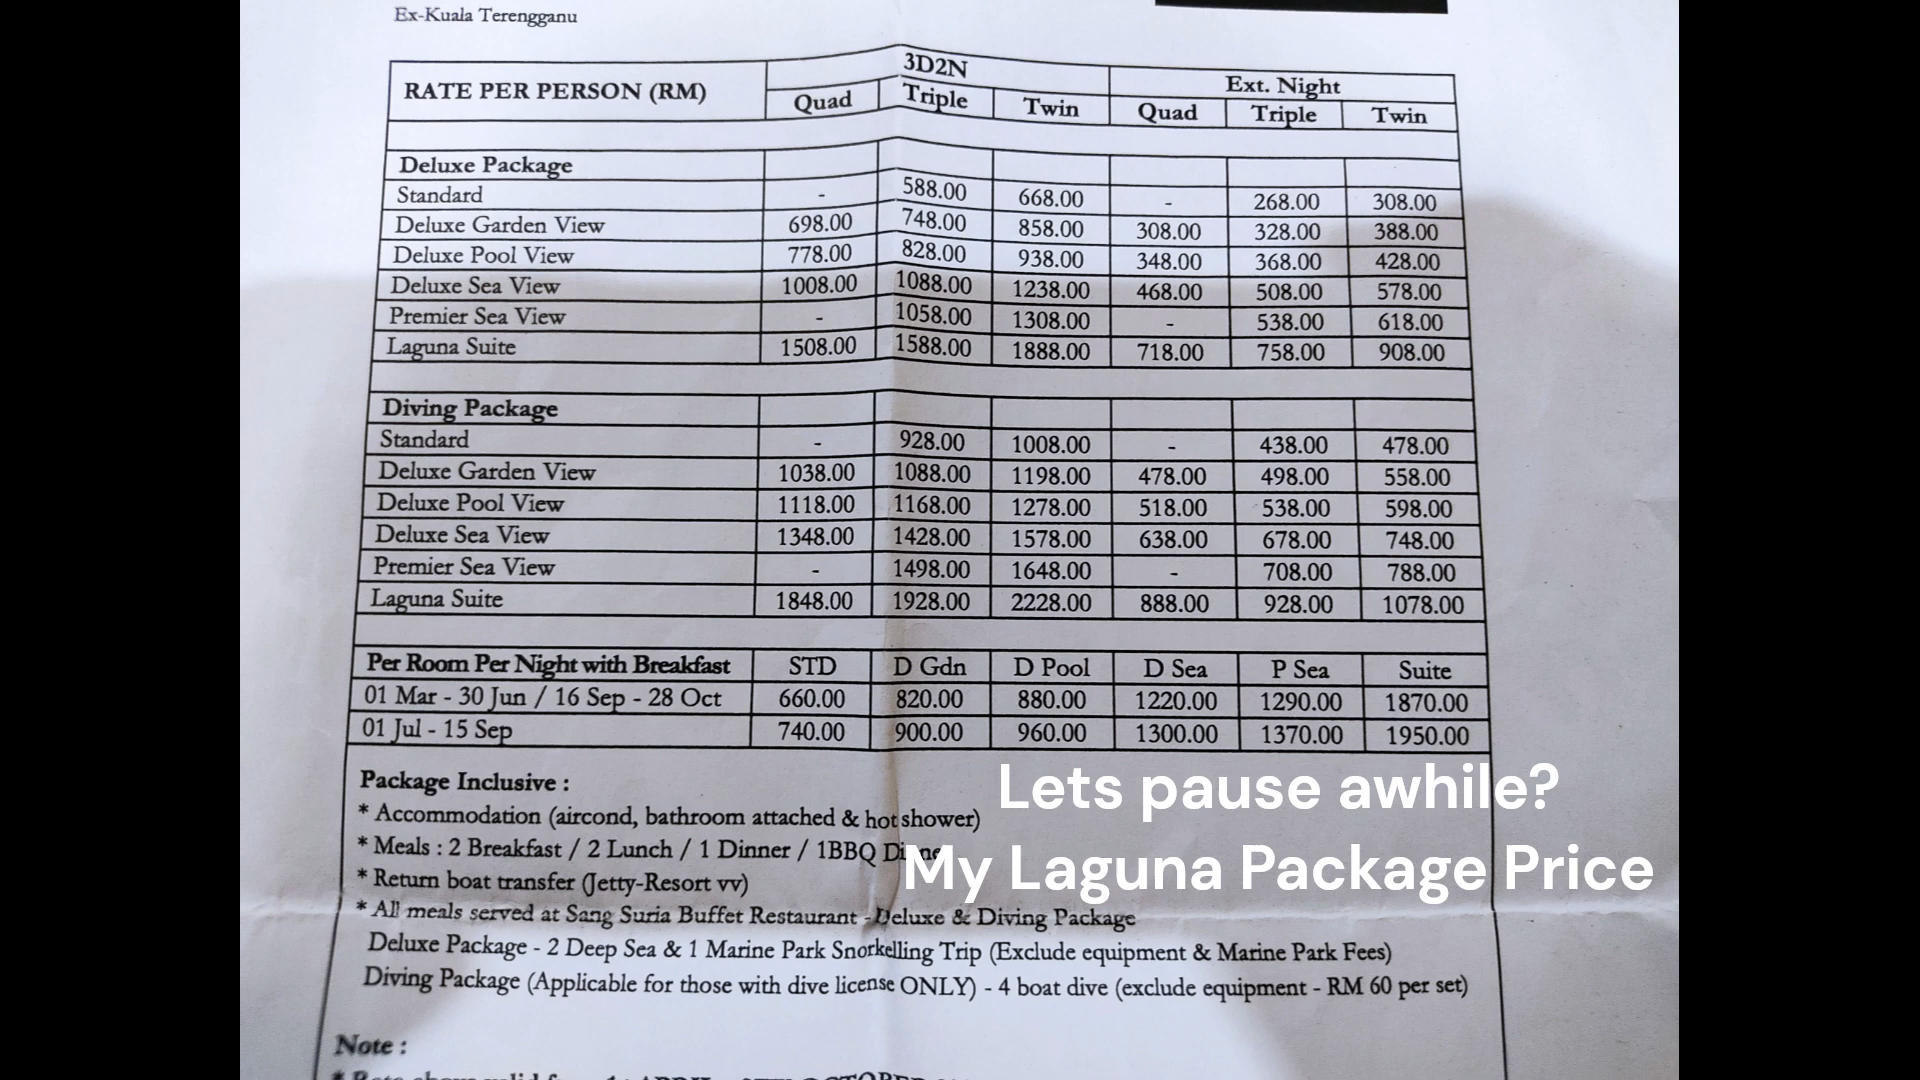 Ex-Kuala Terengganu
RATE PER PERSON (RM) 3D2N Ext. Night
Quad Triple Twin Quad Triple Twin
Deluxe Package
Standard - 588.00 668.00 - 268.00 308.00
Deluxe Garden View 698.00 748.00 858.00 308.00 328.00 388.00
Deluxe Pool View 778.00 828.00 938.00 348.00 368.00 428.00
Deluxe Sea View 1008.00 1088.00 1238.00 468.00 508.00 578.00
Premier Sea View - 1058.00 1308.00 - 538.00 618.00
Laguna Suite 1508.00 1588.00 1888.00 718.00 758.00 908.00
Diving Package
Standard - 928.00 1008.00 - 438.00 478.00
Deluxe Garden View 1038.00 1088.00 1198.00 478.00 498.00 558.00
Deluxe Pool View 1118.00 1168.00 1278.00 518.00 538.00 598.00
Deluxe Sea View 1348.00 1428.00 1578.00 638.00 678.00 748.00
Premier Sea View - 1498.00 1648.00 - 708.00 788.00
Laguna Suite 1848.00 1928.00 2228.00 888.00 928.00 1078.00
Per Room Per Night with Breakfast STD D Gdn D Pool D Sea P Sea Suite
01 Mar - 30 Jun / 16 Sep - 28 Oct 660.00 820.00 880.00 1220.00 1290.00 1870.00
01 Jul - 15 Sep 740.00 900.00 960.00 1300.00 1370.00 1950.00
Package Inclusive :
* Accommodation (aircond, bathroom attached & hot shower)
* Meals : 2 Breakfast / 2 Lunch / 1 Dinner / 1BBQ
* Return boat transfer (Jetty-Resort vv)
* All meals served at Sang Suria Buffet Restaurant - Deluxe & Diving Package
Deluxe Package - 2 Deep Sea & 1 Marine Park Snorkelling Trip (Exclude equipment & Marine Park Fees)
Diving Package (Applicable for those with dive license ONLY) - 4 boat dive (exclude equipment - RM 60 per set)
Note :
Lets pause awhile?
My Laguna Package Price